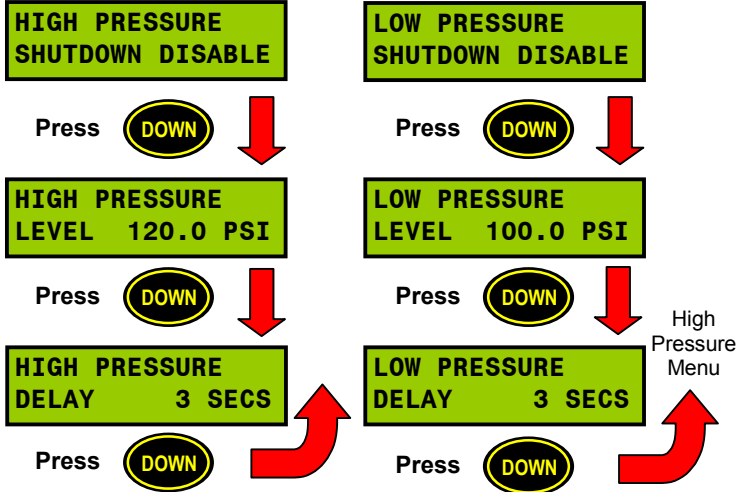 HIGH PRESSURE
SHUTDOWN DISABLE
Press DOWN
HIGH PRESSURE
LEVEL 120.0 PSI
Press DOWN
HIGH PRESSURE
DELAY 3 SECS
Press DOWN
LOW PRESSURE
SHUTDOWN DISABLE
Press DOWN
LOW PRESSURE
LEVEL 100.0 PSI
Press DOWN
LOW PRESSURE
DELAY 3 SECS
Press DOWN
High
Pressure
Menu